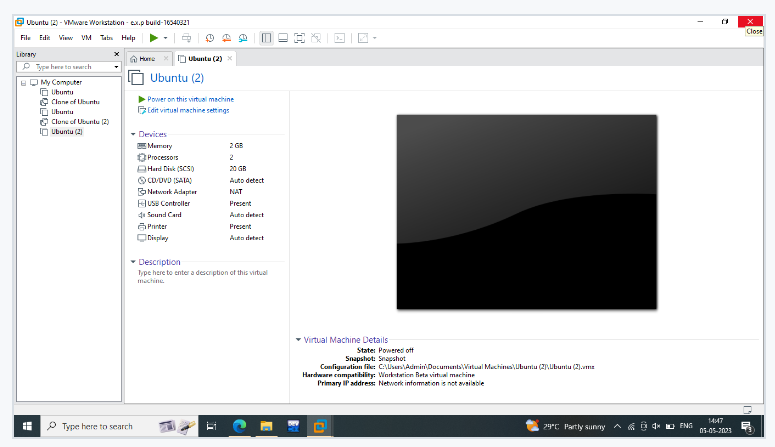 Ubuntu (2) - VMware Workstation - e.x.p build-16540321
Close
File Edit View VM Tabs Help
Library
Type here to search
My Computer
Ubuntu
Clone of Ubuntu
Ubuntu
Clone of Ubuntu (2)
Ubuntu (2)
Home
Ubuntu (2)
Ubuntu (2)
Power on this virtual machine
Edit virtual machine settings
Devices
Memory 2 GB
Processors 2
Hard Disk (SCSI) 20 GB
CD/DVD (SATA) Auto detect
Network Adapter NAT
USB Controller Present
Sound Card Auto detect
Printer Present
Display Auto detect
Description
Type here to enter a description of this virtual
machine.
Virtual Machine Details
State: Powered off
Snapshot: Snapshot
Configuration file: C:\Users\Admin\Documents\Virtual Machines\Ubuntu (2)\Ubuntu (2).vmx
Hardware compatibility: Workstation Beta virtual machine
Primary IP address: Network information is not available
Type here to search
29°C Partly sunny
ENG
14:47
05-05-2023
3